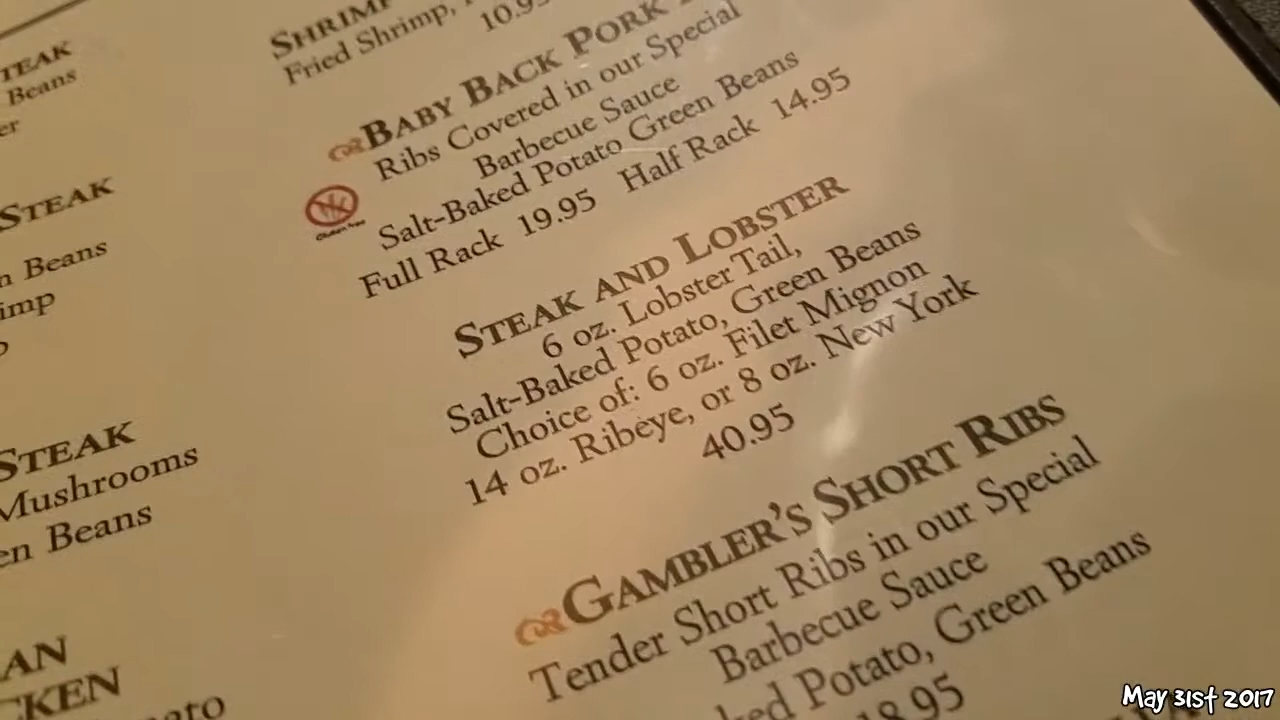 STEAK
Beans
STEAK
Beans
STEAK
Mushrooms
Beans
SHRIMP
Fried Shrimp,
BABY BACK PORK
Ribs Covered in our Special
Barbecue Sauce
Salt-Baked Potato Green Beans
Full Rack 19.95 Half Rack 14.95
STEAK AND LOBSTER
6 oz. Lobster Tail,
Salt-Baked Potato, Green Beans
Choice of: 6 oz. Filet Mignon
14 oz. Ribeye, or 8 oz. New York
40.95
GAMBLER'S SHORT RIBS
Tender Short Ribs in our Special
Barbecue Sauce
Potato, Green Beans
18.95
May 31st 2017